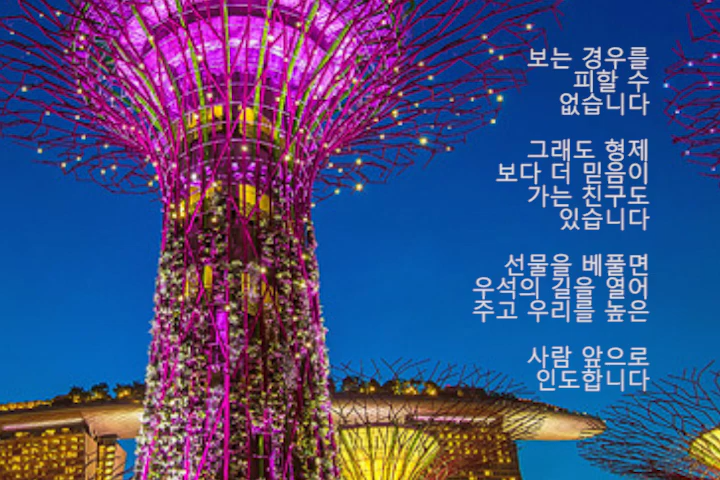 보는 경우를
피할 수
없습니다
그래도 형제
보다 더 믿음이
가는 친구도
있습니다
선물을 베풀면
우석의 길을 열어
주고 우리를 높은
사람 앞으로
인도합니다